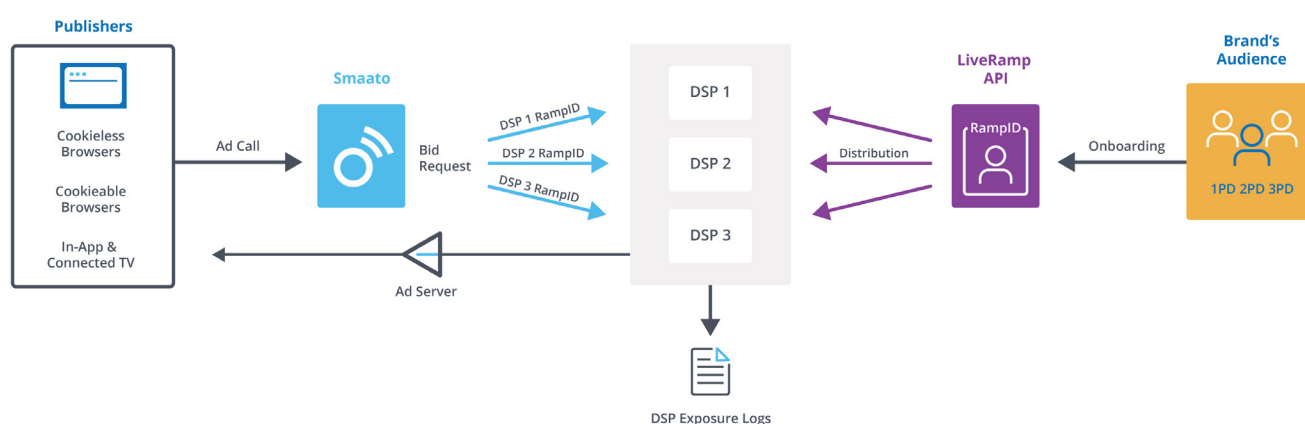 Publishers
Cookieless
Browsers
Cookieable
Browsers
In-App &
Connected TV
Ad Call
Smaato
Bid
Request
DSP 1 RampID
DSP 2 RampID
DSP 3 RampID
DSP 1
DSP 2
DSP 3
Ad Server
DSP Exposure Logs
Distribution
LiveRamp
API
RampID
Onboarding
Brand's
Audience
1PD 2PD 3PD